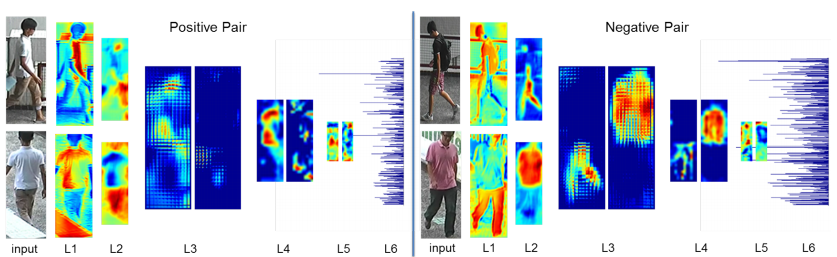 Positive Pair
Negative Pair
input L1 L2 L3 L4 L5 L6
input L1 L2 L3 L4 L5 L6